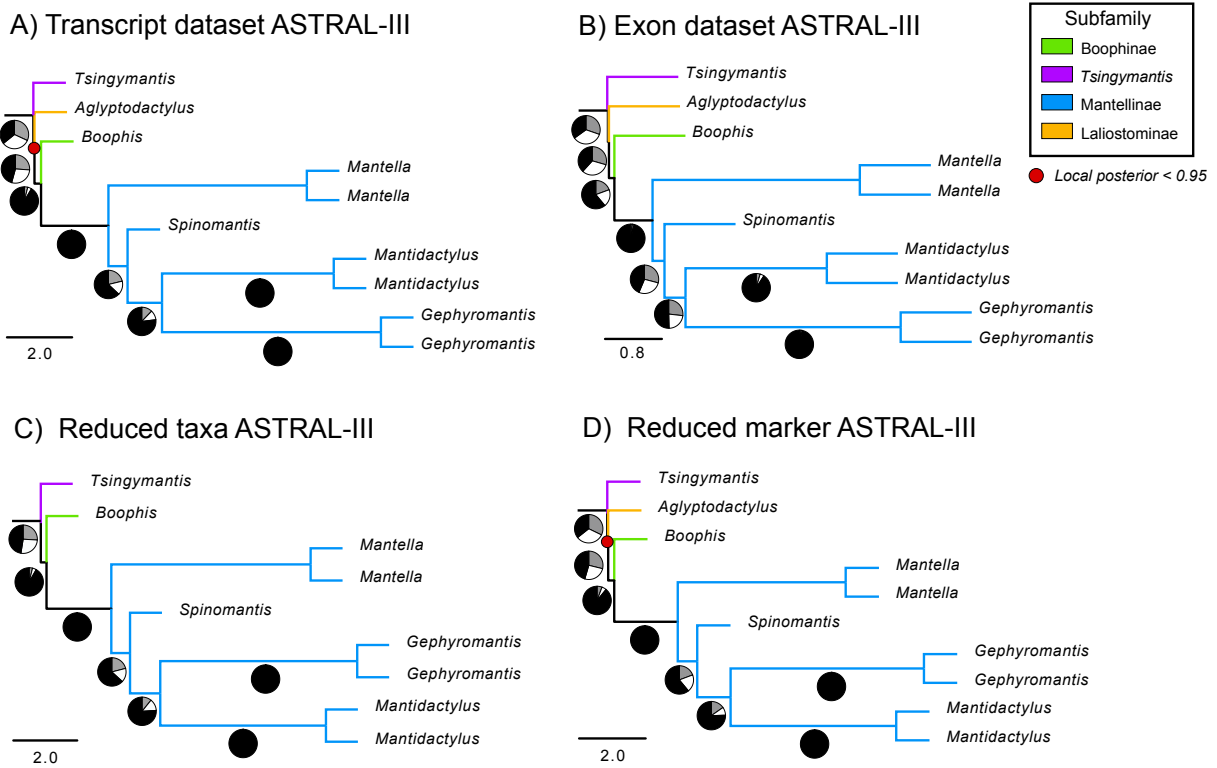 A) Transcript dataset ASTRAL-III
Tsingymantis
Aglyptodactylus
Boophis
Mantella
Mantella
Spinomantis
Mantidactylus
Mantidactylus
Gephyromantis
Gephyromantis
2.0
B) Exon dataset ASTRAL-III
Tsingymantis
Aglyptodactylus
Boophis
Mantella
Mantella
Spinomantis
Mantidactylus
Mantidactylus
Gephyromantis
Gephyromantis
0.8
Subfamily
Boophinae
Tsingymantis
Mantellinae
Laliostominae
Local posterior < 0.95
C) Reduced taxa ASTRAL-III
Tsingymantis
Boophis
Mantella
Mantella
Spinomantis
Gephyromantis
Gephyromantis
Mantidactylus
Mantidactylus
2.0
D) Reduced marker ASTRAL-III
Tsingymantis
Aglyptodactylus
Boophis
Mantella
Mantella
Spinomantis
Gephyromantis
Gephyromantis
Mantidactylus
Mantidactylus
2.0